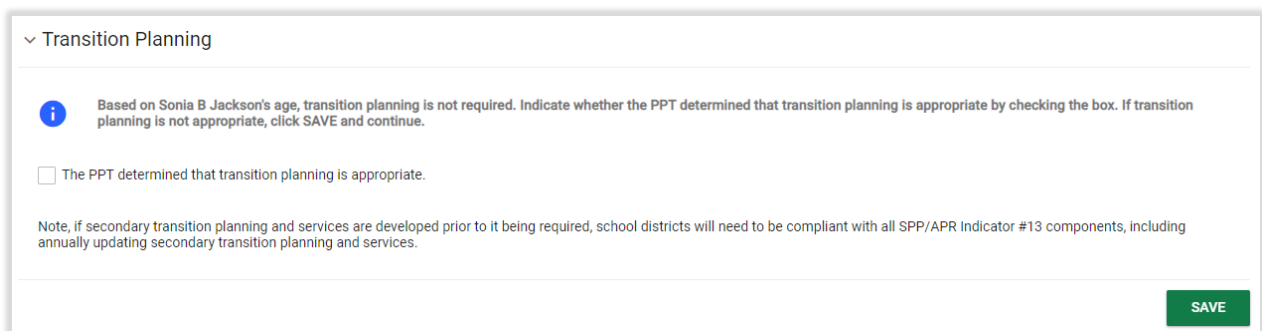 Transition Planning
Based on Sonia B Jackson's age, transition planning is not required. Indicate whether the PPT determined that transition planning is appropriate by checking the box. If transition
planning is not appropriate, click SAVE and continue.
The PPT determined that transition planning is appropriate.
Note, if secondary transition planning and services are developed prior to it being required, school districts will need to be compliant with all SPP/APR Indicator #13 components, including
annually updating secondary transition planning and services.
SAVE